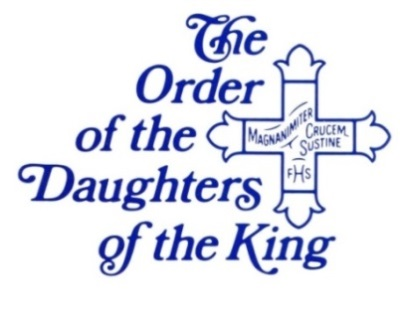 The
Order
of the
Daughters
of the King
MAGNANIMITER
CRUCEM
SUSTINE
FHS